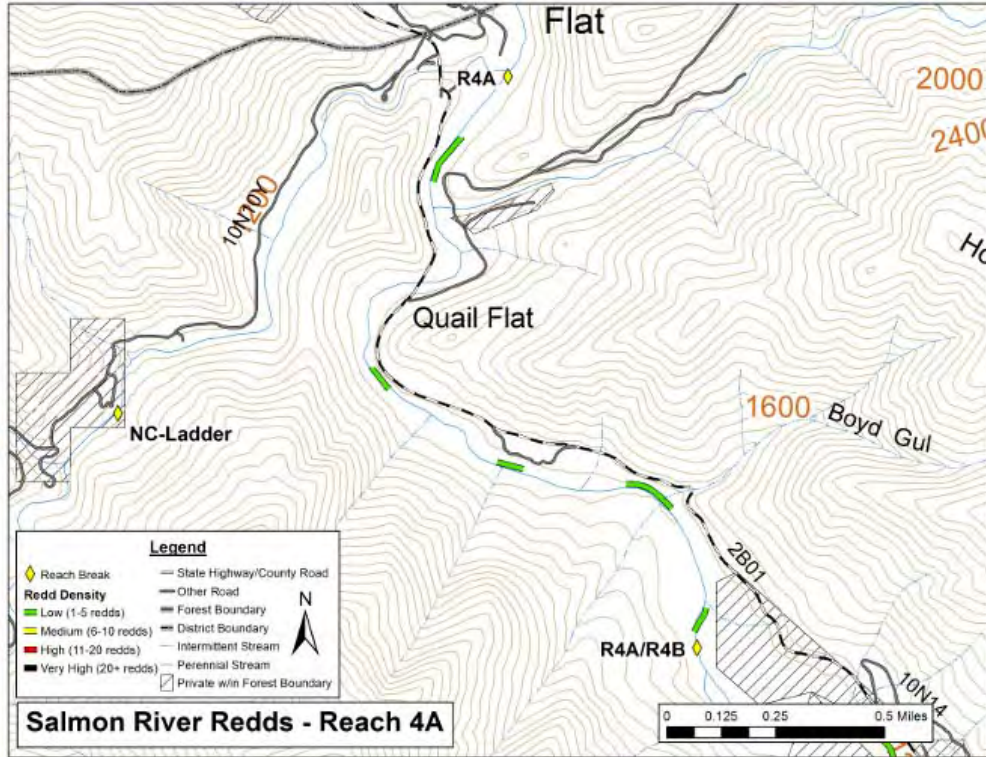 Flat
R4A
2000
2400
10N10Y
1200
Ho
Quail Flat
1600
Boyd Gul
NC-Ladder
2B01
R4A/R4B
10N14
Legend
Reach Break
Redd Density
Low (1-5 redds)
Medium (6-10 redds)
High (11-20 redds)
Very High (20+ redds)
State Highway/County Road
Other Road
Forest Boundary
District Boundary
Intermittent Stream
Perennial Stream
Private w/in Forest Boundary
N
Salmon River Redds - Reach 4A
0 0.125 0.25 0.5 Miles